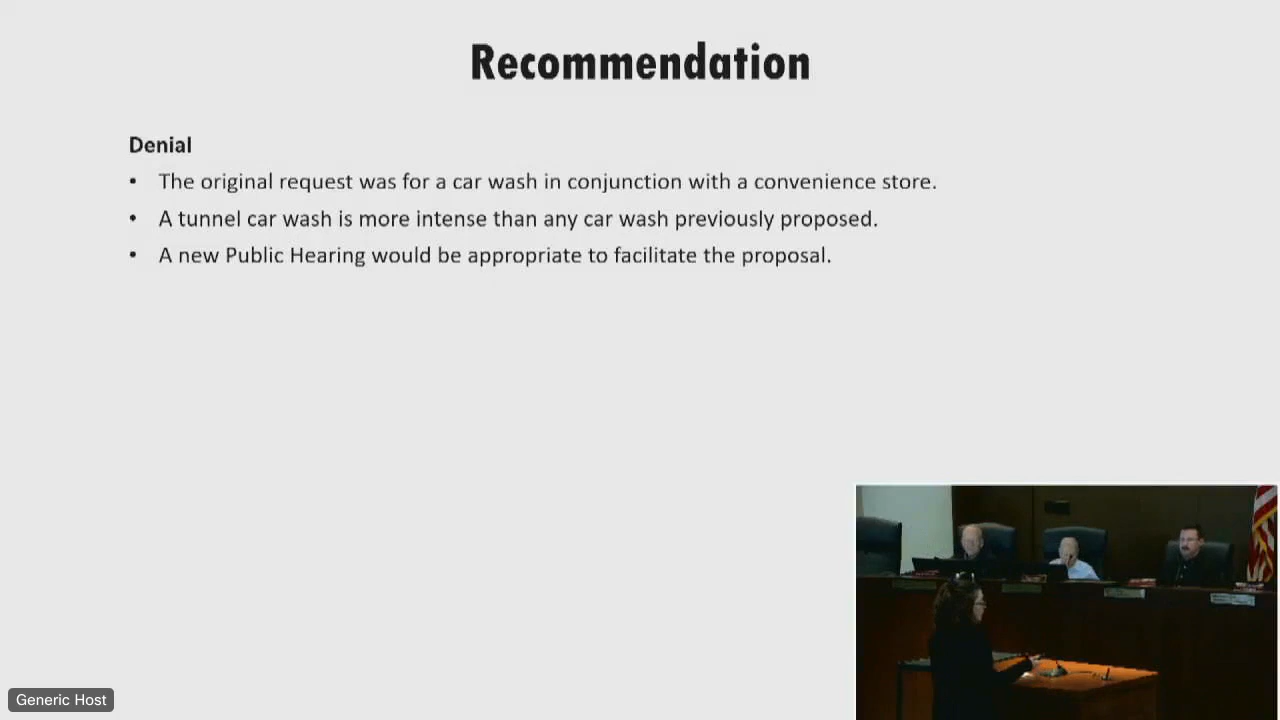 Recommendation
Denial
• The original request was for a car wash in conjunction with a convenience store.
• A tunnel car wash is more intense than any car wash previously proposed.
• A new Public Hearing would be appropriate to facilitate the proposal.
Generic Host